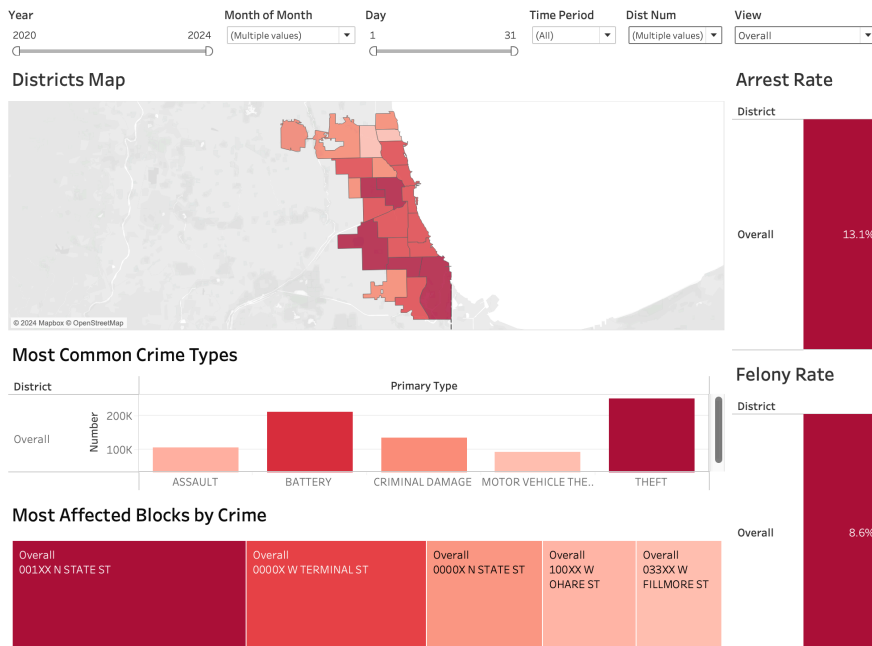 Year
Month of Month
Day
Time Period
Dist Num
View
2020
2024
(Multiple values)
1
31
(All)
(Multiple values)
Overall
Districts Map
Arrest Rate
District
Overall
13.1%
© 2024 Mapbox © OpenStreetMap
Most Common Crime Types
District
Primary Type
Overall
Number
200K
100K
ASSAULT
BATTERY
CRIMINAL DAMAGE
MOTOR VEHICLE THE..
THEFT
Felony Rate
District
Overall
8.6%
Most Affected Blocks by Crime
Overall
001XX N STATE ST
Overall
0000X W TERMINAL ST
Overall
0000X N STATE ST
Overall
100XX W
OHARE ST
Overall
033XX W
FILLMORE ST